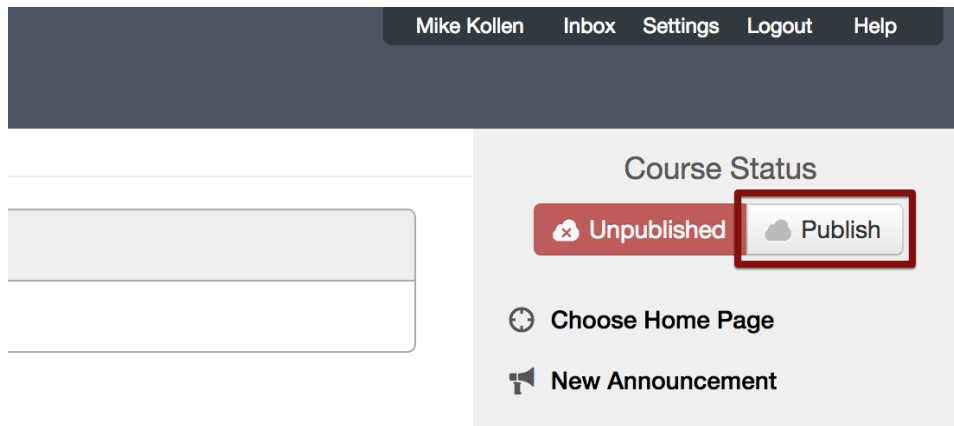 Mike Kollen Inbox Settings Logout Help
Course Status
Unpublished Publish
Choose Home Page
New Announcement